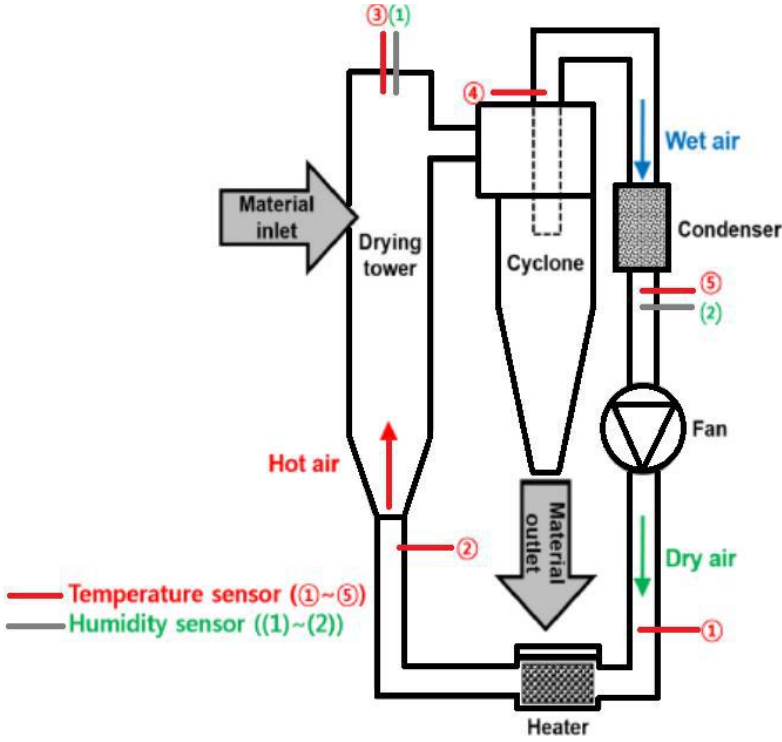 ③(1)
④
Wet air
Material
inlet
Drying
tower
Cyclone
Condenser
⑤
(2)
Fan
Hot air
Material
outlet
②
Dry air
Temperature sensor (①~⑤)
Humidity sensor ((1)~(2))
①
Heater